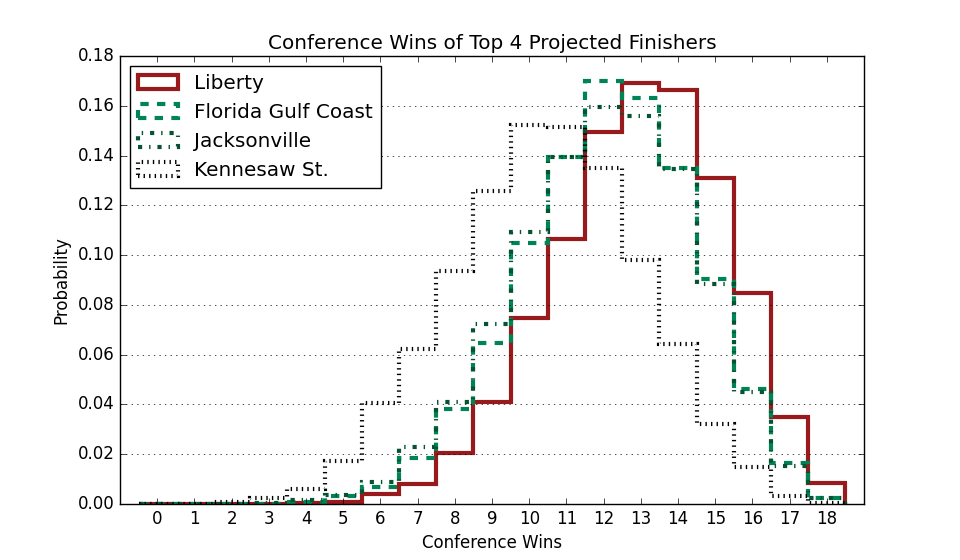 Conference Wins of Top 4 Projected Finishers
0.18
0.16
0.14
0.12
0.10
0.08
0.06
0.04
0.02
0.00
Probability
Liberty
Florida Gulf Coast
Jacksonville
Kennesaw St.
0 1 2 3 4 5 6 7 8 9 10 11 12 13 14 15 16 17 18
Conference Wins